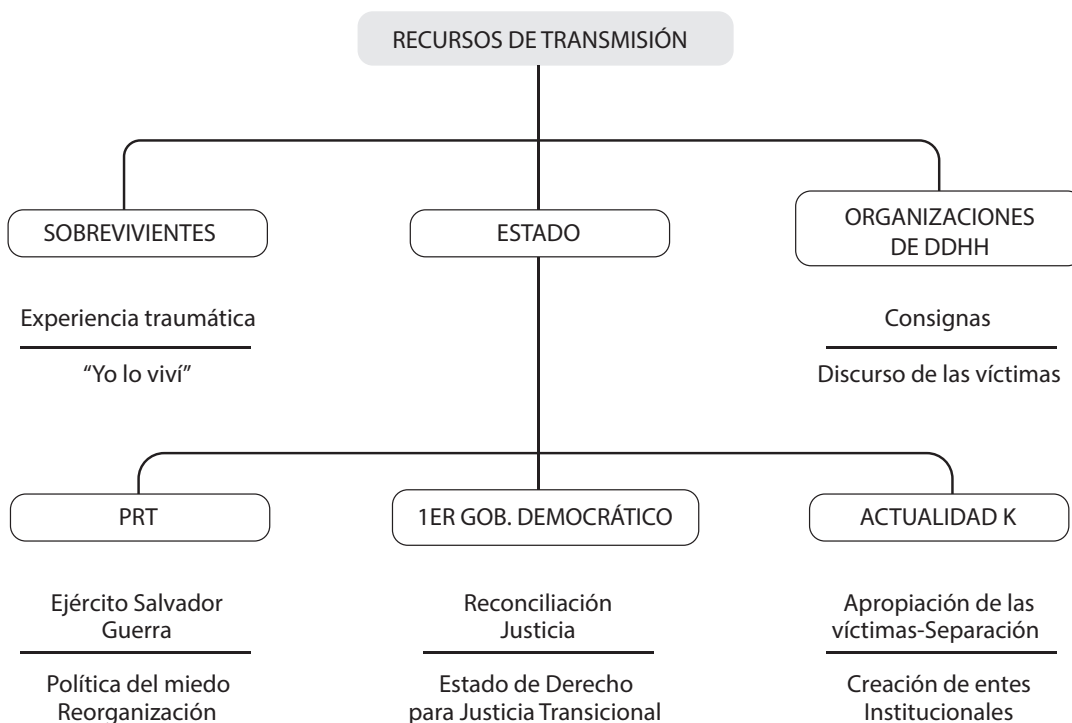 RECURSOS DE TRANSMISIÓN
SOBREVIVIENTES
ESTADO
ORGANIZACIONES
DE DDHH
Experiencia traumática
“Yo lo viví”
Consignas
Discurso de las víctimas
PRT
1ER GOB. DEMOCRÁTICO
ACTUALIDAD K
Ejército Salvador
Guerra
Política del miedo
Reorganización
Reconciliación
Justicia
Estado de Derecho
para Justicia Transicional
Apropiación de las
víctimas-Separación
Creación de entes
Institucionales